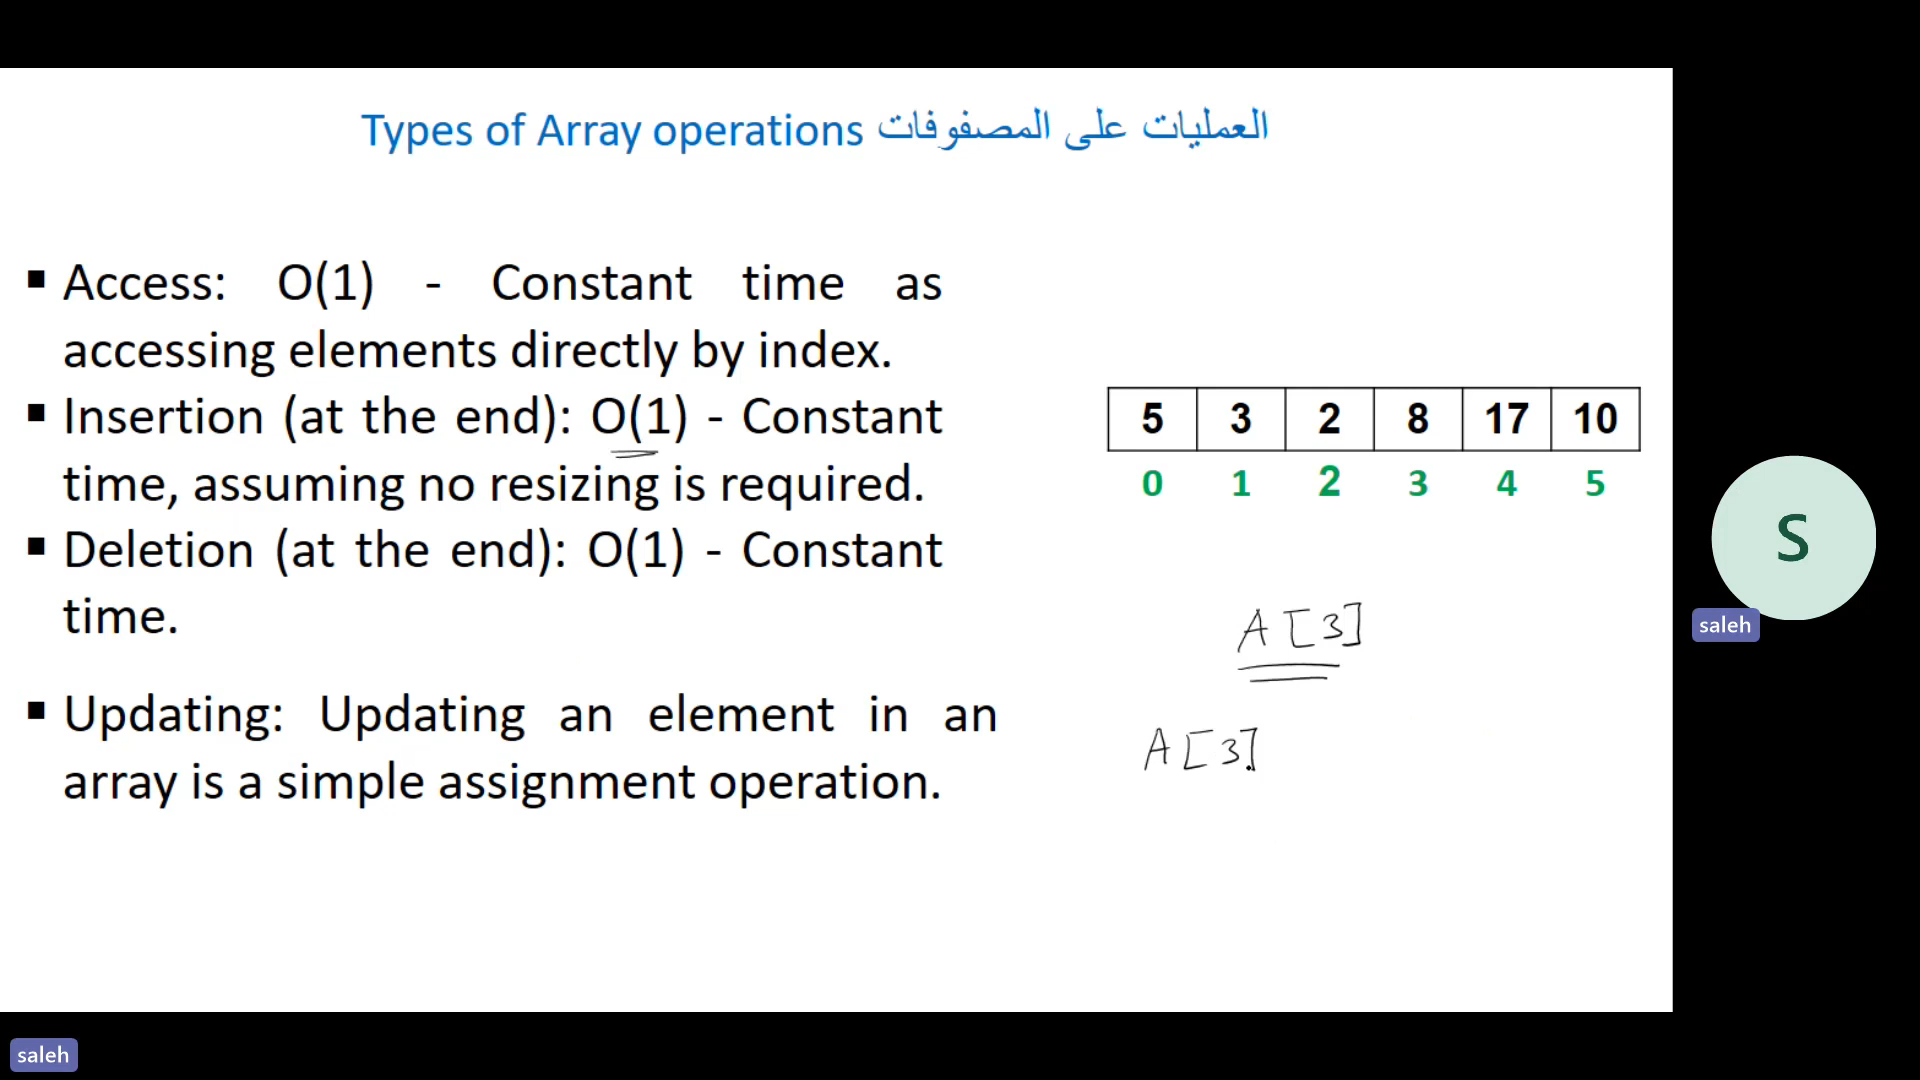 Types of Array operations العمليات على المصفوفات
▪ Access: O(1) - Constant time as
accessing elements directly by index.
▪ Insertion (at the end): O(1) - Constant
time, assuming no resizing is required.
▪ Deletion (at the end): O(1) - Constant
time.
▪ Updating: Updating an element in an
array is a simple assignment operation.
5 3 2 8 17 10
0 1 2 3 4 5
A[3]
A[3]
S
saleh
saleh